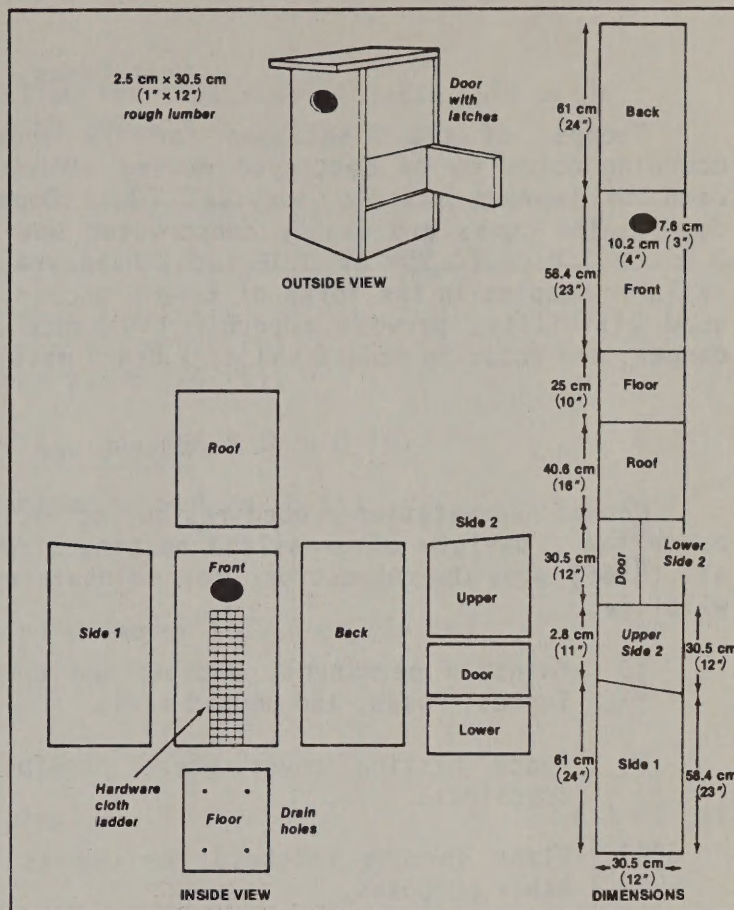 2.5 cm × 30.5 cm
(1″ × 12″)
rough lumber
Door
with
latches
OUTSIDE VIEW
Roof
Side 1
Front
Back
Side 2
Upper
Door
Lower
Hardware
cloth
ladder
Floor
Drain
holes
INSIDE VIEW
61 cm
(24″)
Back
7.6 cm
(3″)
10.2 cm
(4″)
58.4 cm
(23″)
Front
25 cm
(10″)
Floor
40.6 cm
(16″)
Roof
30.5 cm
(12″)
Door
Lower
Side 2
2.8 cm
(11″)
Upper
Side 2
30.5 cm
(12″)
61 cm
(24″)
Side 1
58.4 cm
(23″)
30.5 cm
(12″)
DIMENSIONS